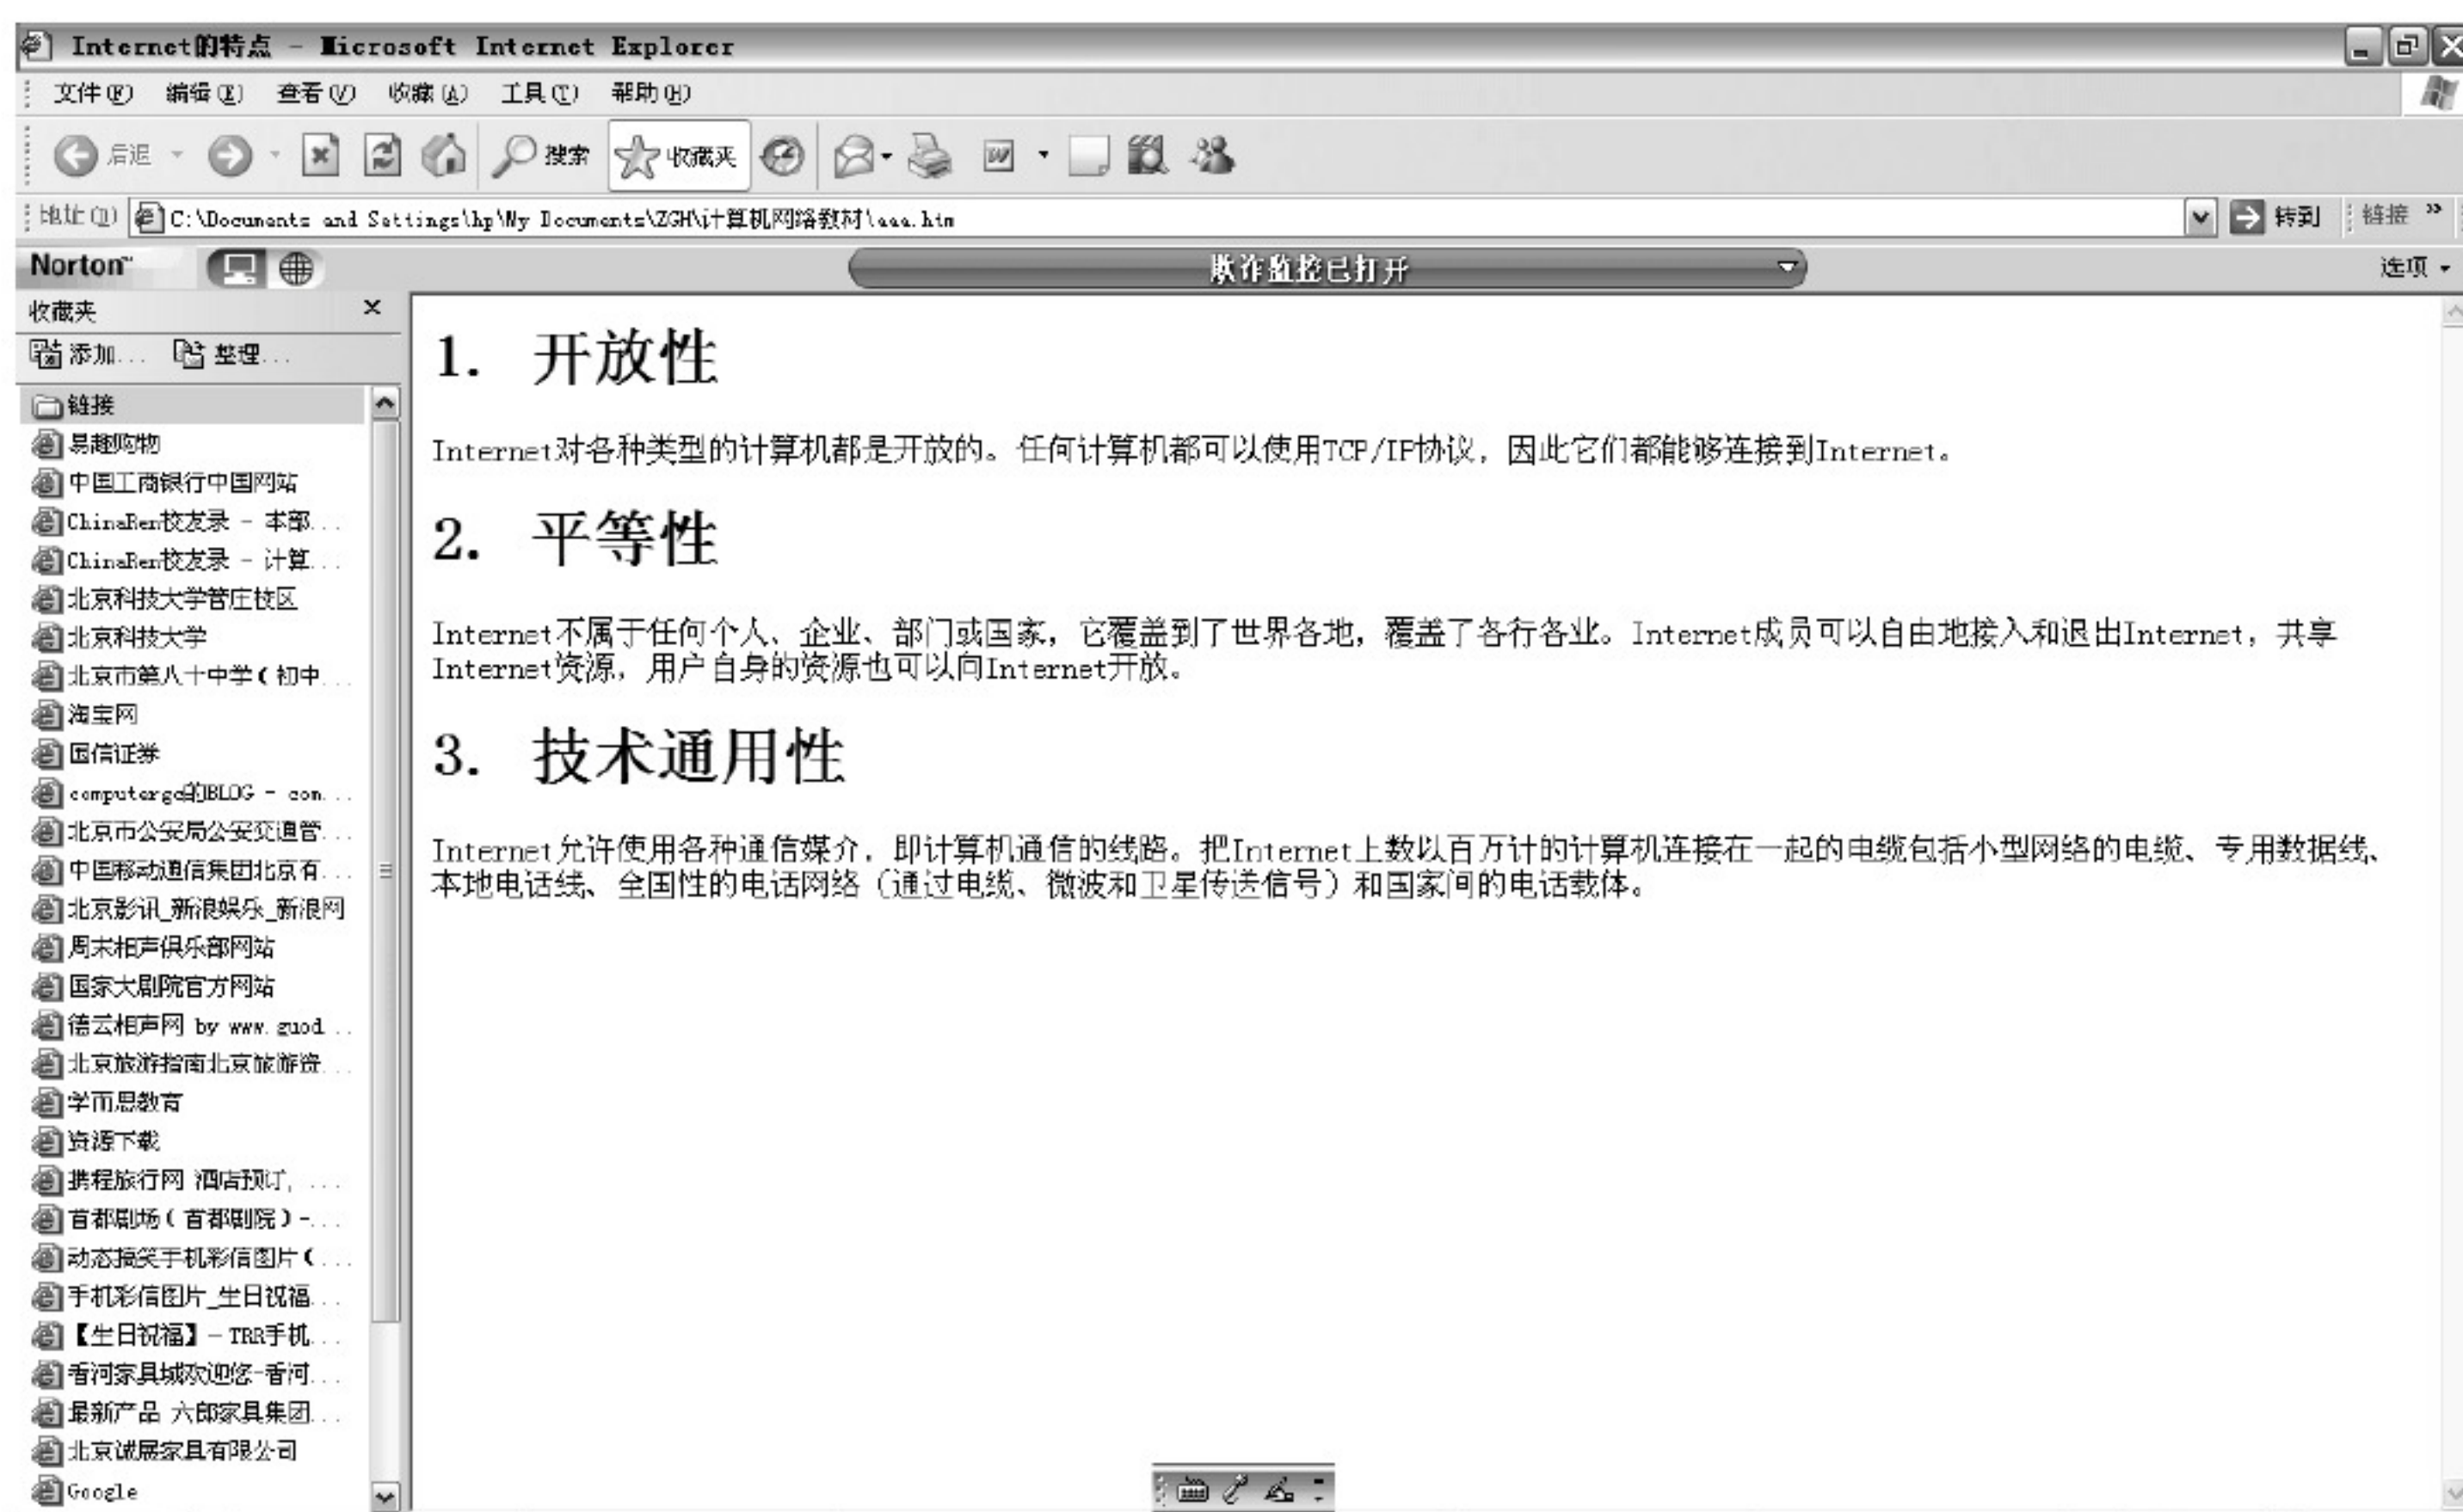 Internet的特点 - Microsoft Internet Explorer
文件(F) 编辑(E) 查看(V) 收藏(A) 工具(T) 帮助(H)
后退 搜索 收藏夹
地址(D) C:\Documents and Settings\hp\My Documents\ZGH\计算机网络教材\aaa.htm 转到 链接 »
Norton™ 欺诈监控已打开 选项
收藏夹 ×
添加... 整理...
链接
易趣购物
中国工商银行中国网站
ChinaRen校友录 - 本部...
ChinaRen校友录 - 计算...
北京科技大学管庄校区
北京科技大学
北京市第八十中学(初中...
淘宝网
国信证券
computergc的BLOG - com...
北京市公安局公安交通管...
中国移动通信集团北京有...
北京影讯_新浪娱乐_新浪网
周末相声俱乐部网站
国家大剧院官方网站
德云相声网 by www.guod...
北京旅游指南北京旅游资...
学而思教育
资源下载
携程旅行网 酒店预订, ...
首都剧场(首都剧院)-...
动态搞笑手机彩信图片(...
手机彩信图片_生日祝福...
【生日祝福】-TRR手机...
香河家具城欢迎您-香河...
最新产品 六郎家具集团...
北京诚展家具有限公司
Google
1. 开放性
Internet对各种类型的计算机都是开放的。任何计算机都可以使用TCP/IP协议，因此它们都能够连接到Internet。
2. 平等性
Internet不属于任何个人、企业、部门或国家，它覆盖到了世界各地，覆盖了各行各业。Internet成员可以自由地接入和退出Internet，共享
Internet资源，用户自身的资源也可以向Internet开放。
3. 技术通用性
Internet允许使用各种通信媒介，即计算机通信的线路。把Internet上数以百万计的计算机连接在一起的电缆包括小型网络的电缆、专用数据线、
本地电话线、全国性的电话网络（通过电缆、微波和卫星传送信号）和国家间的电话载体。